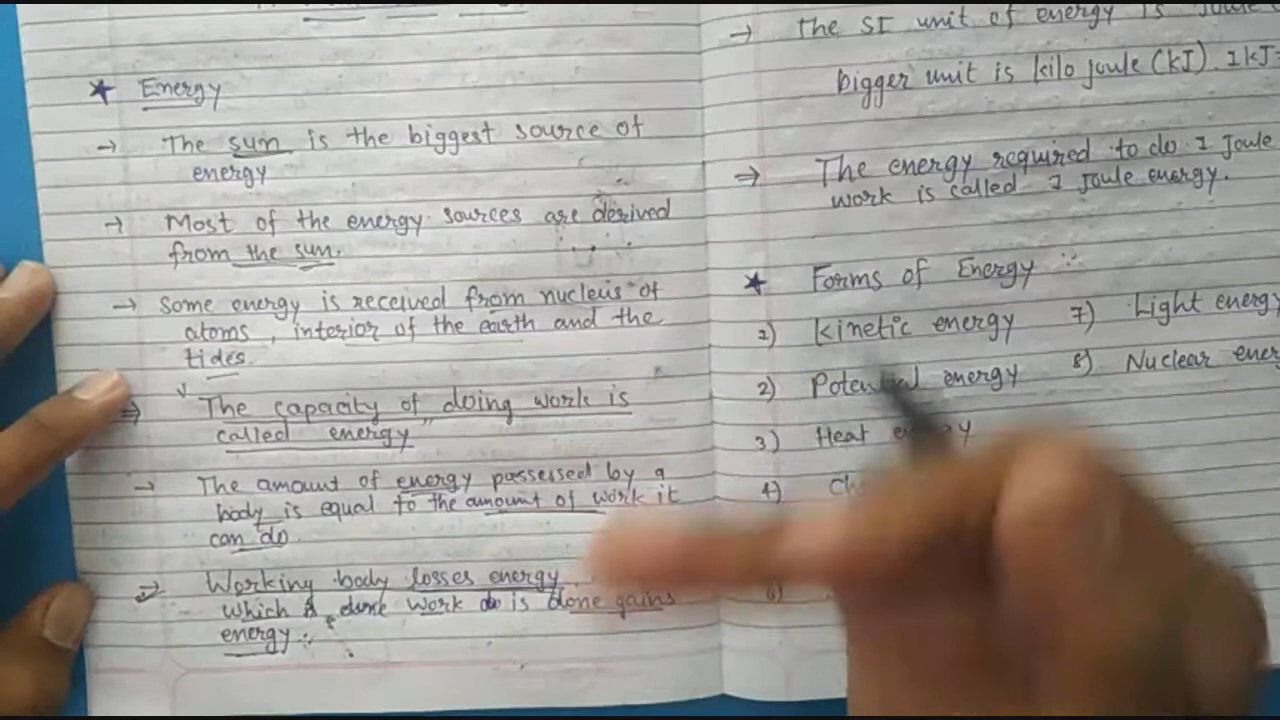 ★ Energy
→ The sun is the biggest source of
energy
→ Most of the energy sources are derived
from the sun.
→ Some energy is received from nucleus of
atoms, interior of the earth and the
tides.
⇒ The capacity of doing work is
called energy"
→ The amount of energy possessed by a
body is equal to the amount of work it
can do.
⇒ Working body losses energy,
which work is done gains
energy.
→ The SI unit of energy is Joule
bigger unit is kilo joule (kJ). 1 kJ=
⇒ The energy required to do 1 Joule
work is called 1 Joule energy.
★ Forms of Energy :-
1) Kinetic energy 7) Light energy
2) Potential energy 8) Nuclear ener
3) Heat energy
4) Ch
6)